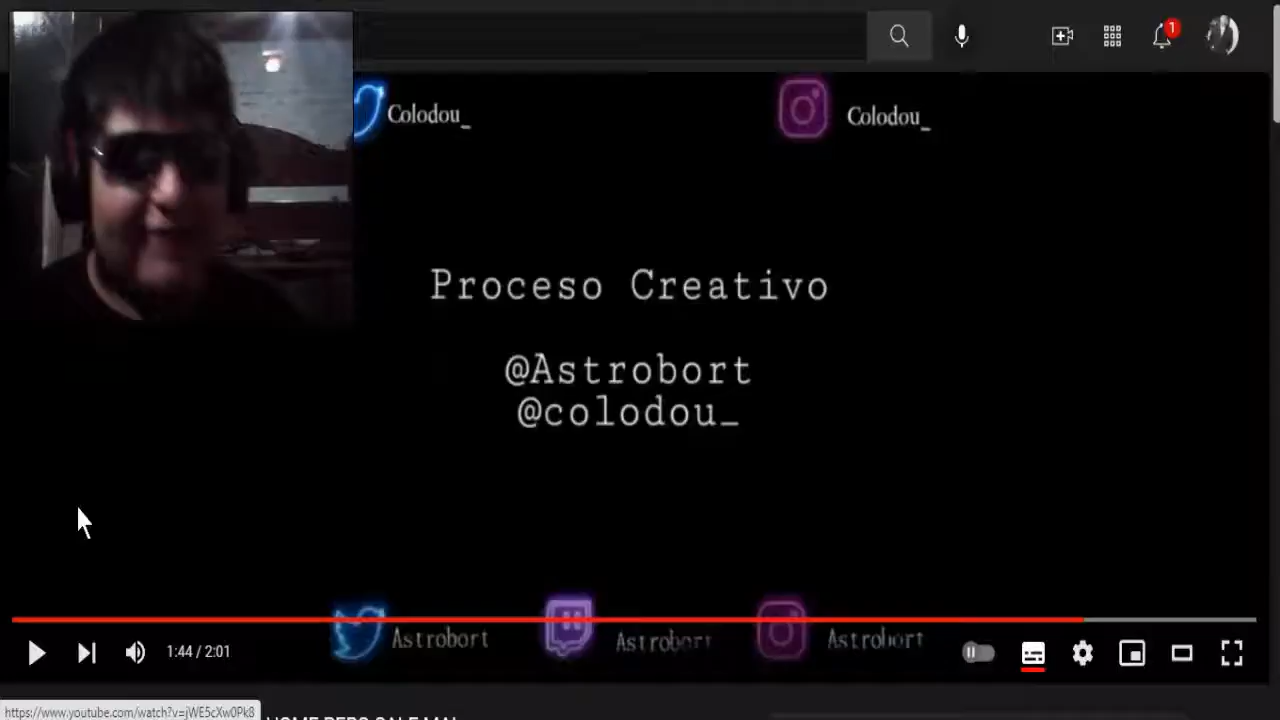 1
Colodou_
Colodou_
Proceso Creativo
@Astrobort
@colodou_
Astrobort
Astrobort
Astrobort
1:44 / 2:01
https://www.youtube.com/watch?v=jWE5cXw0Pk8